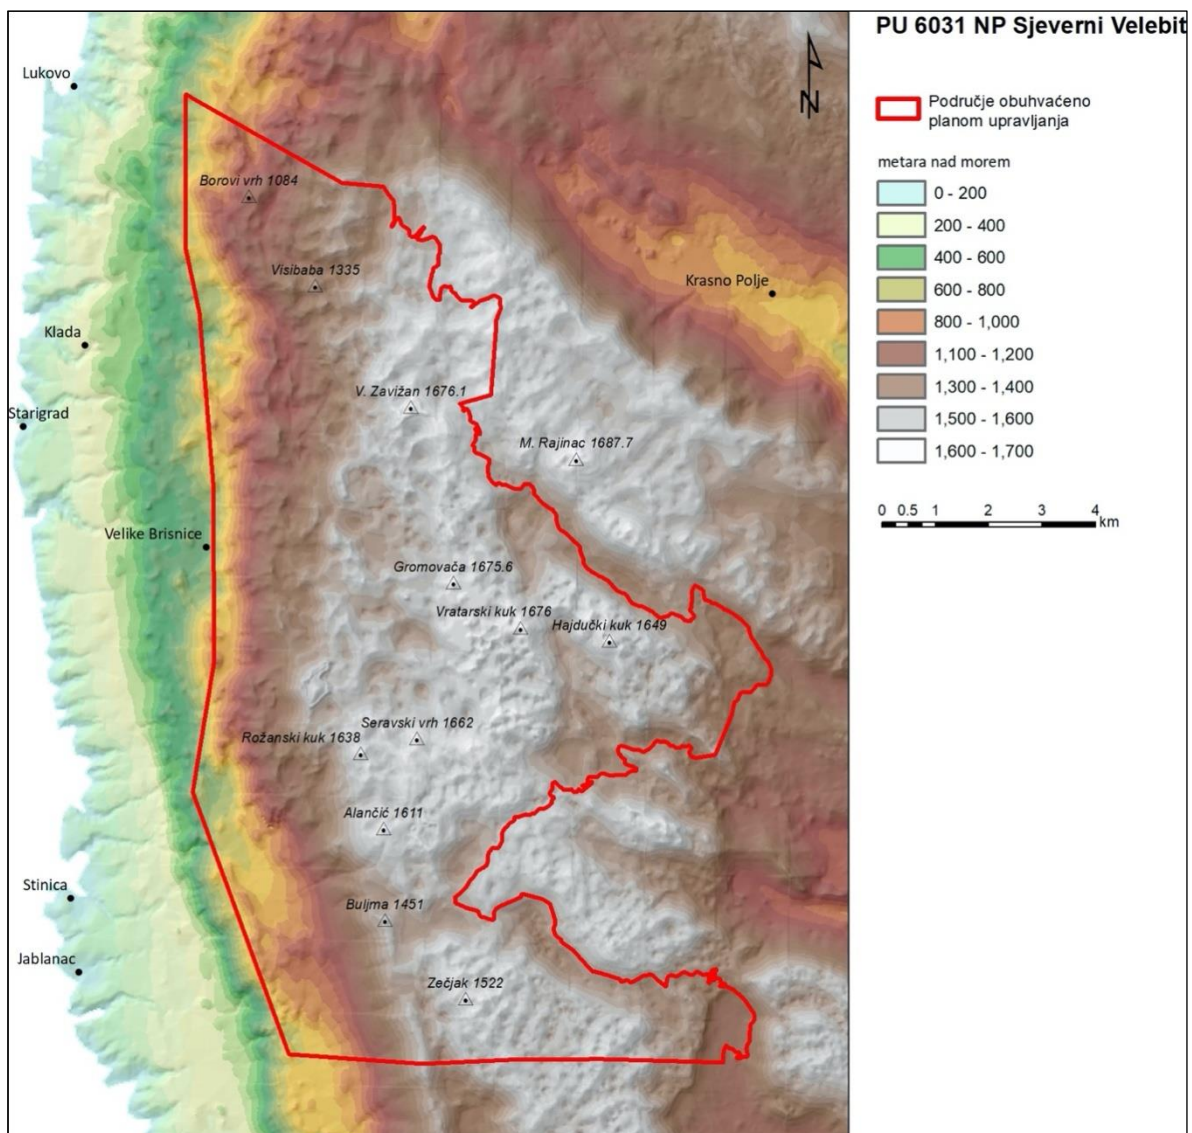 PU 6031 NP Sjeverni Velebit
N
Područje obuhvaćeno
planom upravljanja
metara nad morem
0 - 200
200 - 400
400 - 600
600 - 800
800 - 1,000
1,100 - 1,200
1,300 - 1,400
1,500 - 1,600
1,600 - 1,700
0 0.5 1 2 3 4
km
Lukovo
Borovi vrh 1084
Visibaba 1335
Krasno Polje
Klada
V. Zavižan 1676.1
Starigrad
M. Rajinac 1687.7
Velike Brisnice
Gromovača 1675.6
Vratarski kuk 1676
Hajdučki kuk 1649
Seravski vrh 1662
Rožanski kuk 1638
Alančić 1611
Stinica
Buljma 1451
Jablanac
Zečjak 1522